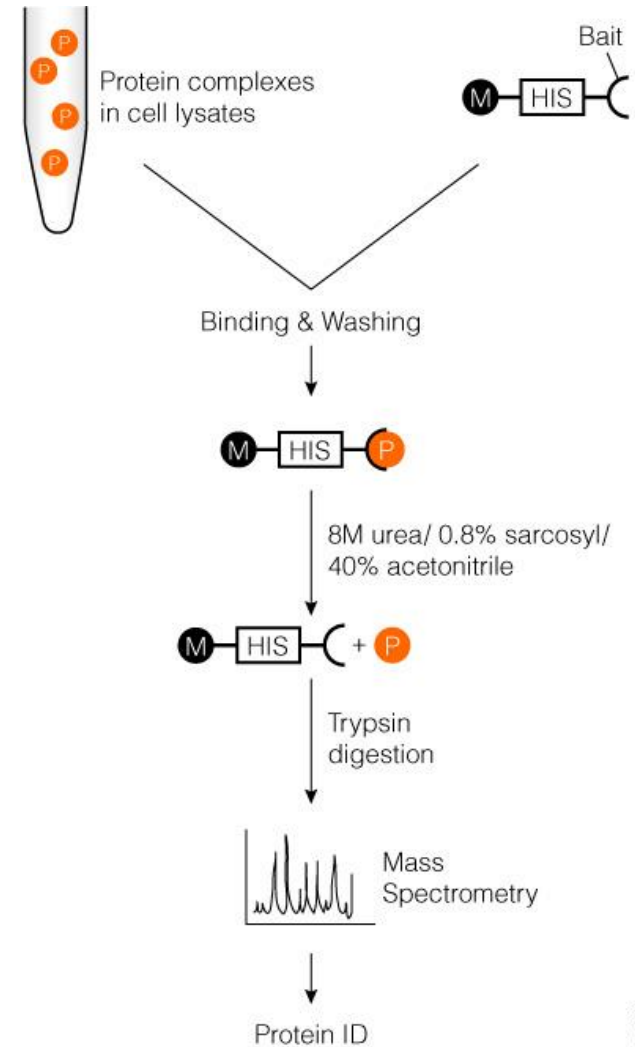 P
P
P
P
Protein complexes
in cell lysates
Bait
M HIS
Binding & Washing
M HIS P
8M urea/ 0.8% sarcosyl/
40% acetonitrile
M HIS + P
Trypsin
digestion
Mass
Spectrometry
Protein ID